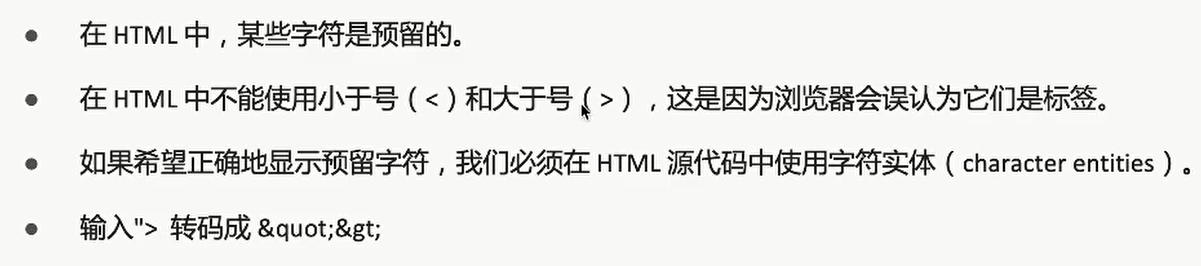 ● 在 HTML 中，某些字符是预留的。
● 在 HTML 中不能使用小于号（<）和大于号（>），这是因为浏览器会误认为它们是标签。
● 如果希望正确地显示预留字符，我们必须在 HTML 源代码中使用字符实体（character entities）。
● 输入"> 转码成 &quot;&gt;